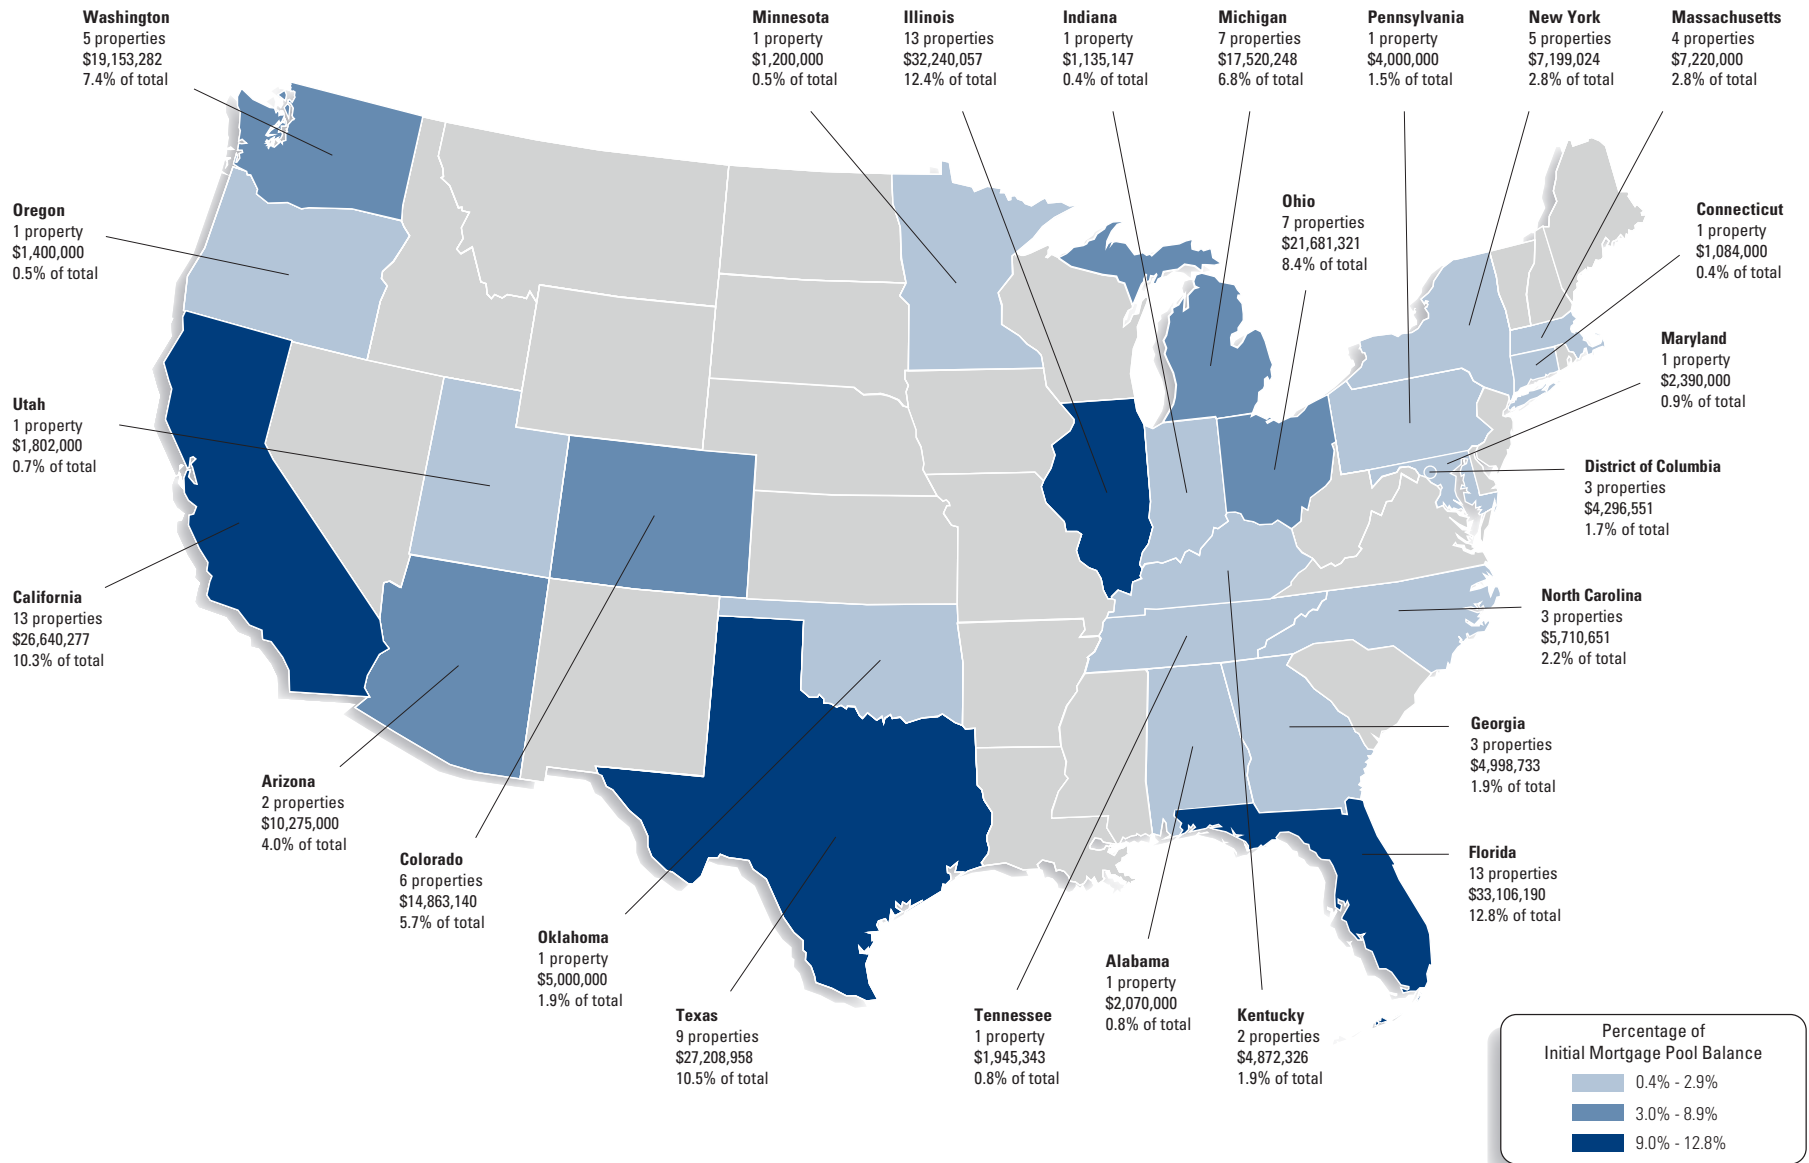 Washington
5 properties
$19,153,282
7.4% of total
Minnesota
1 property
$1,200,000
0.5% of total
Illinois
13 properties
$32,240,057
12.4% of total
Indiana
1 property
$1,135,147
0.4% of total
Michigan
7 properties
$17,520,248
6.8% of total
Pennsylvania
1 property
$4,000,000
1.5% of total
New York
5 properties
$7,199,024
2.8% of total
Massachusetts
4 properties
$7,220,000
2.8% of total
Oregon
1 property
$1,400,000
0.5% of total
Ohio
7 properties
$21,681,321
8.4% of total
Connecticut
1 property
$1,084,000
0.4% of total
Maryland
1 property
$2,390,000
0.9% of total
Utah
1 property
$1,802,000
0.7% of total
District of Columbia
3 properties
$4,296,551
1.7% of total
California
13 properties
$26,640,277
10.3% of total
North Carolina
3 properties
$5,710,651
2.2% of total
Georgia
3 properties
$4,998,733
1.9% of total
Arizona
2 properties
$10,275,000
4.0% of total
Colorado
6 properties
$14,863,140
5.7% of total
Florida
13 properties
$33,106,190
12.8% of total
Oklahoma
1 property
$5,000,000
1.9% of total
Alabama
1 property
$2,070,000
0.8% of total
Texas
9 properties
$27,208,958
10.5% of total
Tennessee
1 property
$1,945,343
0.8% of total
Kentucky
2 properties
$4,872,326
1.9% of total
Percentage of
Initial Mortgage Pool Balance
0.4% - 2.9%
3.0% - 8.9%
9.0% - 12.8%